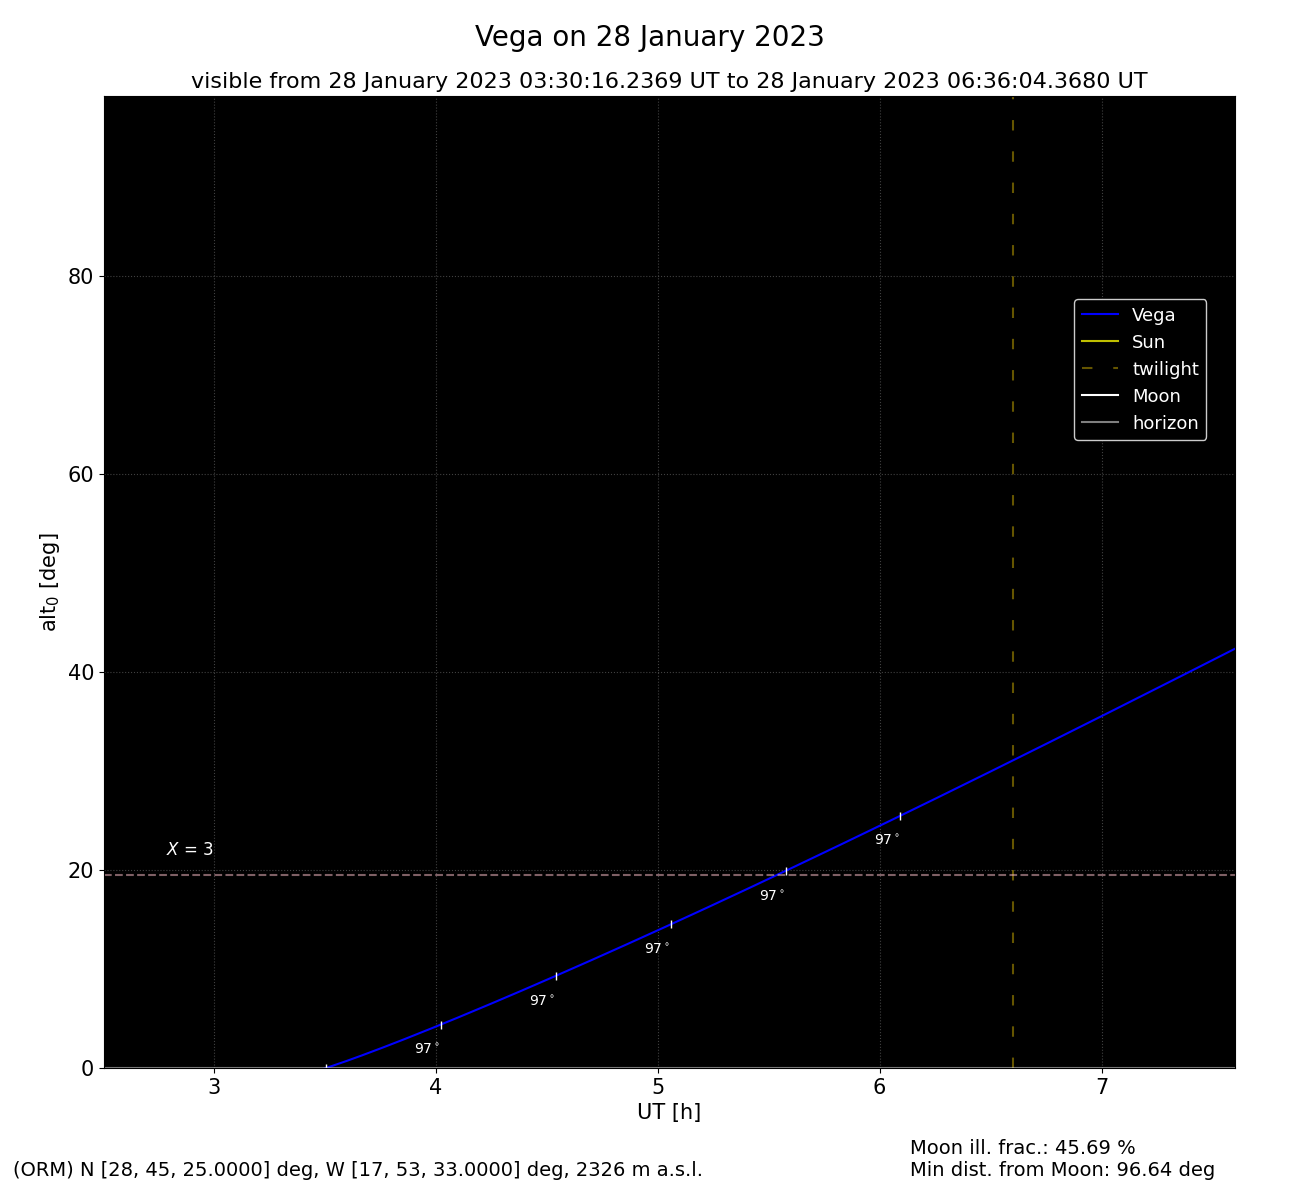 Vega on 28 January 2023
visible from 28 January 2023 03:30:16.2369 UT to 28 January 2023 06:36:04.3680 UT
80
60
40
20
0
alt0 [deg]
Vega
Sun
twilight
Moon
horizon
X = 3
97°
97°
97°
97°
97°
3 4 5 6 7
UT [h]
Moon ill. frac.: 45.69 %
(ORM) N [28, 45, 25.0000] deg, W [17, 53, 33.0000] deg, 2326 m a.s.l.
Min dist. from Moon: 96.64 deg